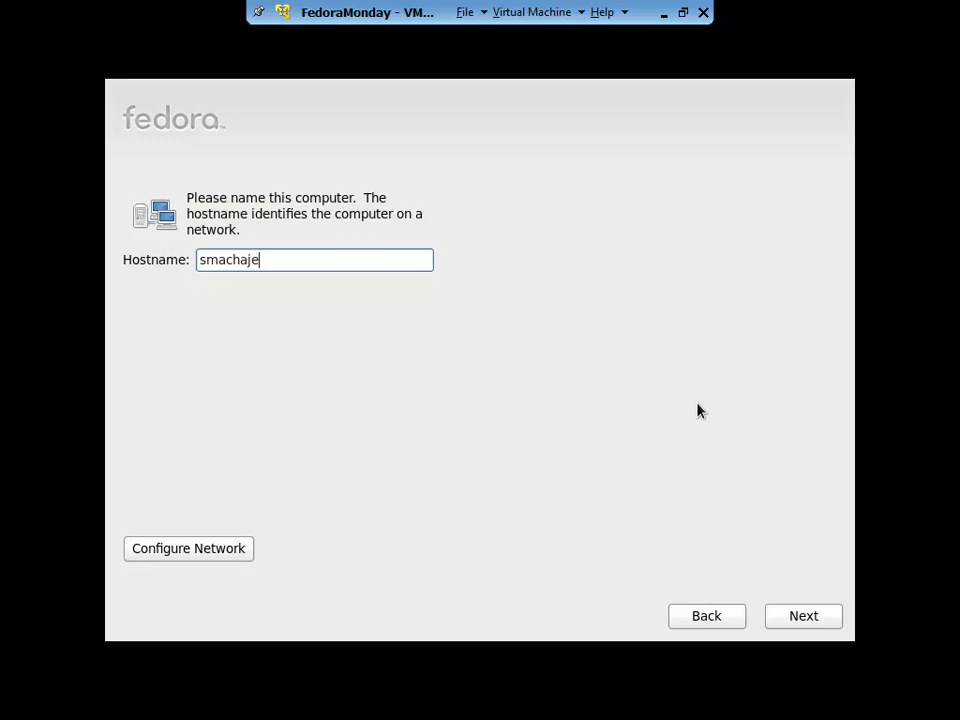 FedoraMonday - VM... File Virtual Machine Help
fedora™
Please name this computer. The
hostname identifies the computer on a
network.
Hostname: smachaje
Configure Network
Back Next